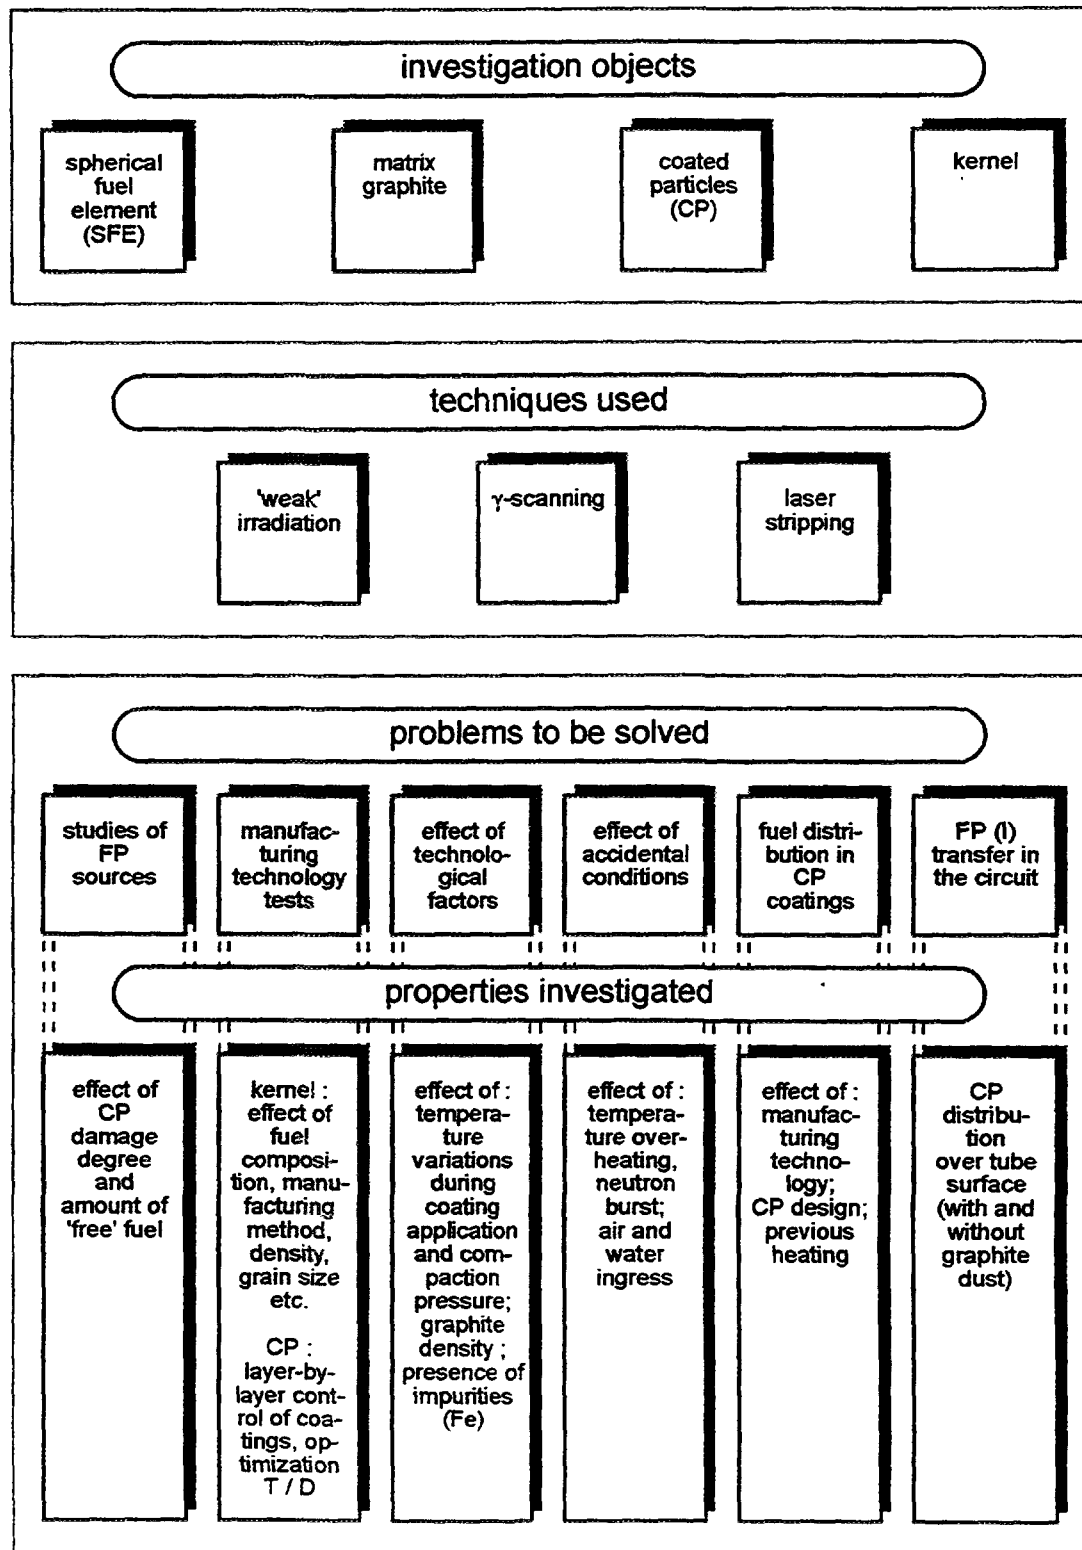 investigation objects
spherical
fuel
element
(SFE)
matrix
graphite
coated
particles
(CP)
kernel
techniques used
'weak'
irradiation
γ-scanning
laser
stripping
problems to be solved
studies of
FP
sources
manufac-
turing
technology
tests
effect of
technolo-
gical
factors
effect of
accidental
conditions
fuel distri-
bution in
CP
coatings
FP (I)
transfer in
the circuit
properties investigated
effect of
CP
damage
degree
and
amount of
'free' fuel
kernel :
effect of
fuel
composi-
tion, manu-
facturing
method,
density,
grain size
etc.
CP :
layer-by-
layer cont-
rol of coa-
tings, op-
timization
T / D
effect of :
tempera-
ture
variations
during
coating
application
and com-
paction
pressure;
graphite
density ;
presence of
impurities
(Fe)
effect of :
tempera-
ture over-
heating,
neutron
burst;
air and
water
ingress
effect of :
manufac-
turing
techno-
logy;
CP design;
previous
heating
CP
distribu-
tion
over tube
surface
(with and
without
graphite
dust)